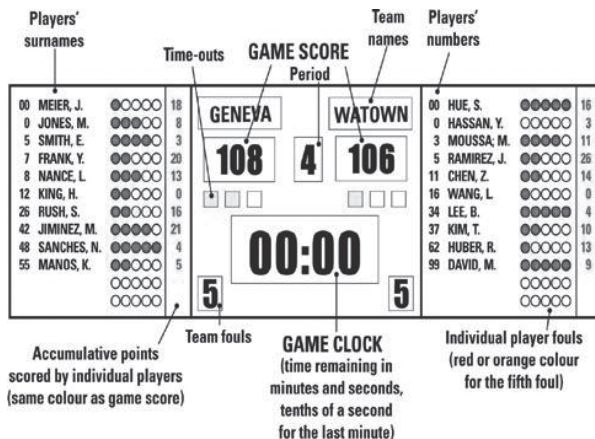 Players'
surnames
Time-outs
GAME SCORE
Period
Team
names
Players'
numbers
00 MEIER, J. 18
0 JONES, M. 8
5 SMITH, E. 3
7 FRANK, Y. 20
8 NANCE, L. 13
12 KING, H. 0
26 RUSH, S. 16
42 JIMINEZ, M. 21
48 SANCHES, N. 4
55 MANOS, K. 5
GENEVA
WATOWN
108
4
106
00:00
5
5
00 HUE, S. 16
0 HASSAN, Y. 3
3 MOUSSA, M. 11
5 RAMIREZ, J. 26
11 CHEN, Z. 14
16 WANG, L. 0
34 LEE, B. 4
37 KIM, T. 10
62 HUBER, R. 13
99 DAVID, M. 9
Accumulative points
scored by individual players
(same colour as game score)
Team fouls
GAME CLOCK
(time remaining in
minutes and seconds,
tenths of a second
for the last minute)
Individual player fouls
(red or orange colour
for the fifth foul)